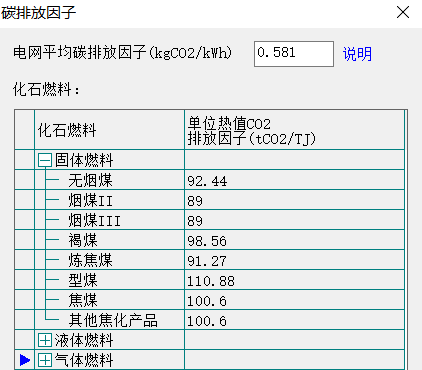 碳排放因子
电网平均碳排放因子(kgCO2/kWh) 0.581 说明
化石燃料：
化石燃料 单位热值CO2
排放因子(tCO2/TJ)
固体燃料
无烟煤 92.44
烟煤II 89
烟煤III 89
褐煤 98.56
炼焦煤 91.27
型煤 110.88
焦煤 100.6
其他焦化产品 100.6
液体燃料
气体燃料